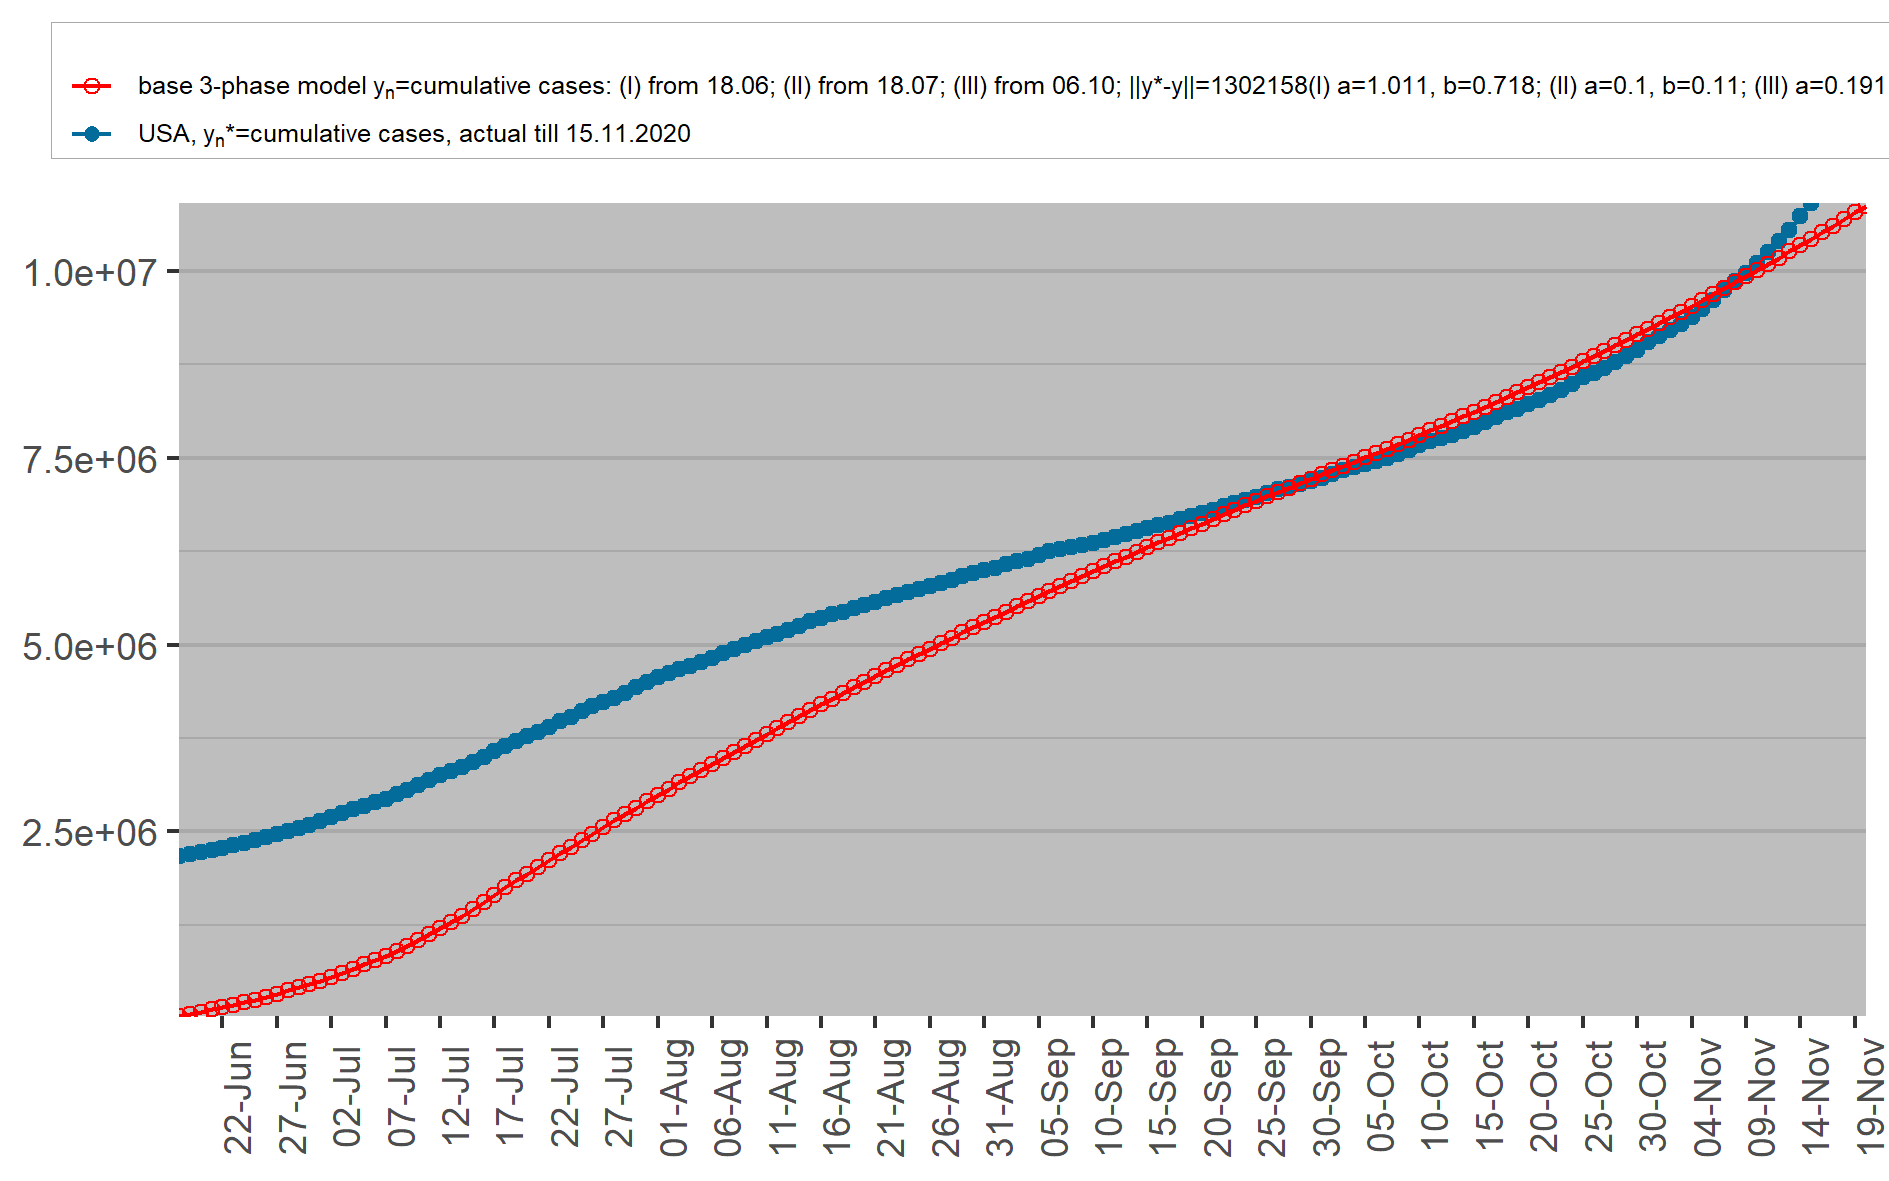 base 3-phase model yn=cumulative cases: (I) from 18.06; (II) from 18.07; (III) from 06.10; ||y*-y||=1302158(I) a=1.011, b=0.718; (II) a=0.1, b=0.11; (III) a=0.191
USA, yn*=cumulative cases, actual till 15.11.2020
1.0e+07
7.5e+06
5.0e+06
2.5e+06
22-Jun
27-Jun
02-Jul
07-Jul
12-Jul
17-Jul
22-Jul
27-Jul
01-Aug
06-Aug
11-Aug
16-Aug
21-Aug
26-Aug
31-Aug
05-Sep
10-Sep
15-Sep
20-Sep
25-Sep
30-Sep
05-Oct
10-Oct
15-Oct
20-Oct
25-Oct
30-Oct
04-Nov
09-Nov
14-Nov
19-Nov